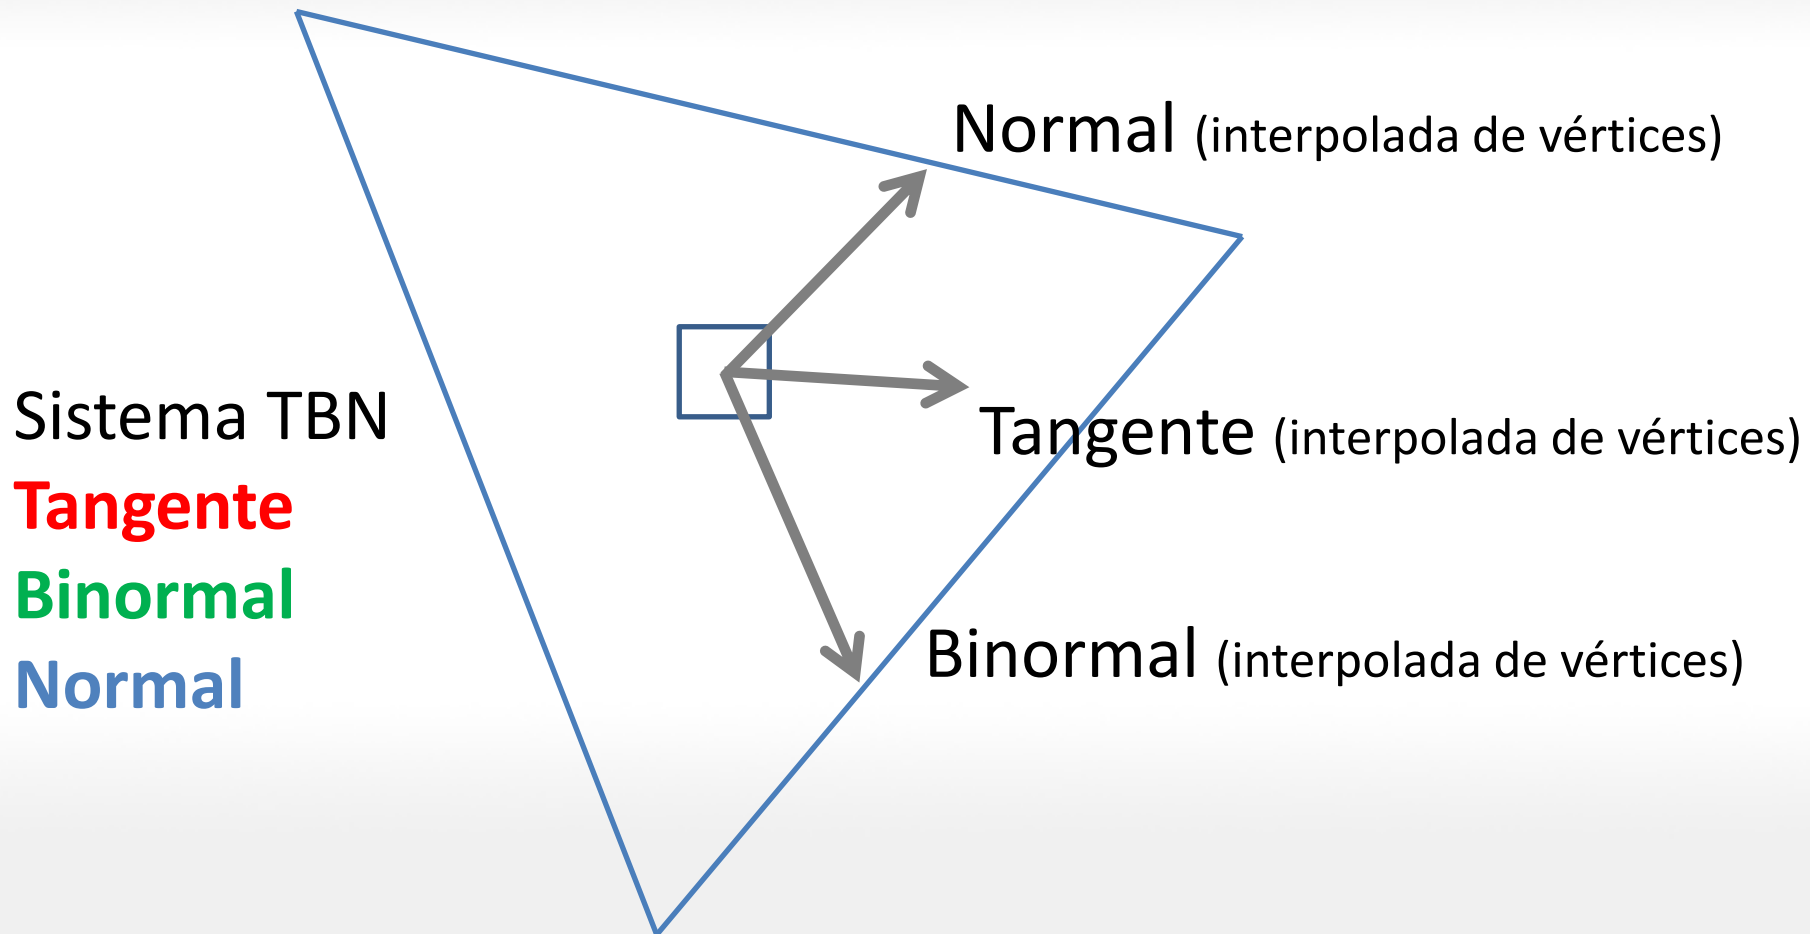 Normal (interpolada de vértices)
Sistema TBN
Tangente (interpolada de vértices)
Tangente
Binormal
Binormal (interpolada de vértices)
Normal